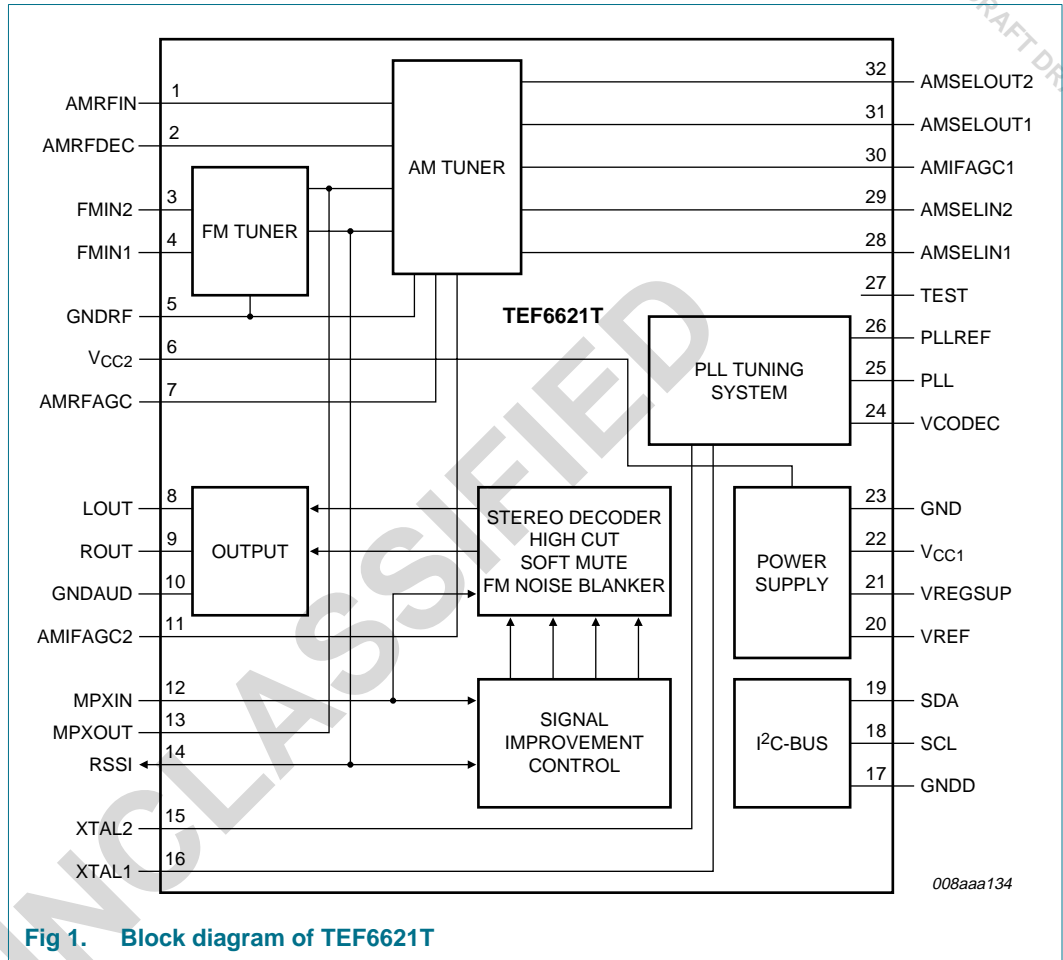 DRAFT DRA
AMRFIN 1
AMRFDEC 2
FMIN2 3
FMIN1 4
GNDRF 5
VCC2 6
AMRFAGC 7
LOUT 8
ROUT 9
GNDAUD 10
AMIFAGC2 11
MPXIN 12
MPXOUT 13
RSSI 14
XTAL2 15
XTAL1 16
AM TUNER
FM TUNER
TEF6621T
PLL TUNING
SYSTEM
OUTPUT
STEREO DECODER
HIGH CUT
SOFT MUTE
FM NOISE BLANKER
POWER
SUPPLY
SIGNAL
IMPROVEMENT
CONTROL
I2C-BUS
32 AMSELOUT2
31 AMSELOUT1
30 AMIFAGC1
29 AMSELIN2
28 AMSELIN1
27 TEST
26 PLLREF
25 PLL
24 VCODEC
23 GND
22 VCC1
21 VREGSUP
20 VREF
19 SDA
18 SCL
17 GNDD
008aaa134
UNCLASSIFIED
Fig 1. Block diagram of TEF6621T